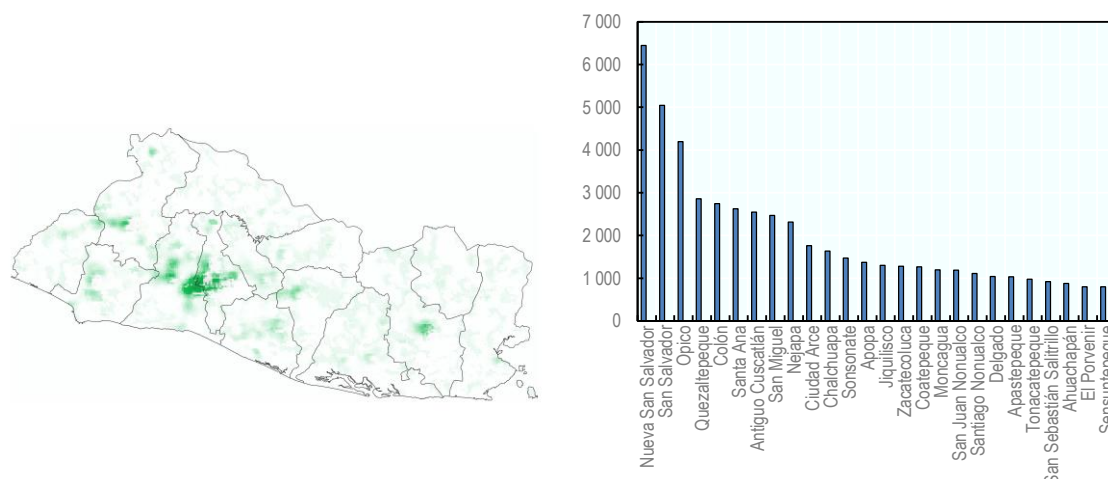 7 000
6 000
5 000
4 000
3 000
2 000
1 000
0
Nueva San Salvador
San Salvador
Opico
Quezaltepeque
Colón
Santa Ana
Antiguo Cuscatlán
San Miguel
Nejapa
Ciudad Arce
Chalchuapa
Sonsonate
Apopa
Jiquilisco
Zacatecoluca
Coatepeque
Moncagua
San Juan Nonualco
Santiago Nonualco
Delgado
Apastepeque
Tonacatepeque
San Sebastián Salitrillo
Ahuachapán
El Porvenir
Sensuntepeque